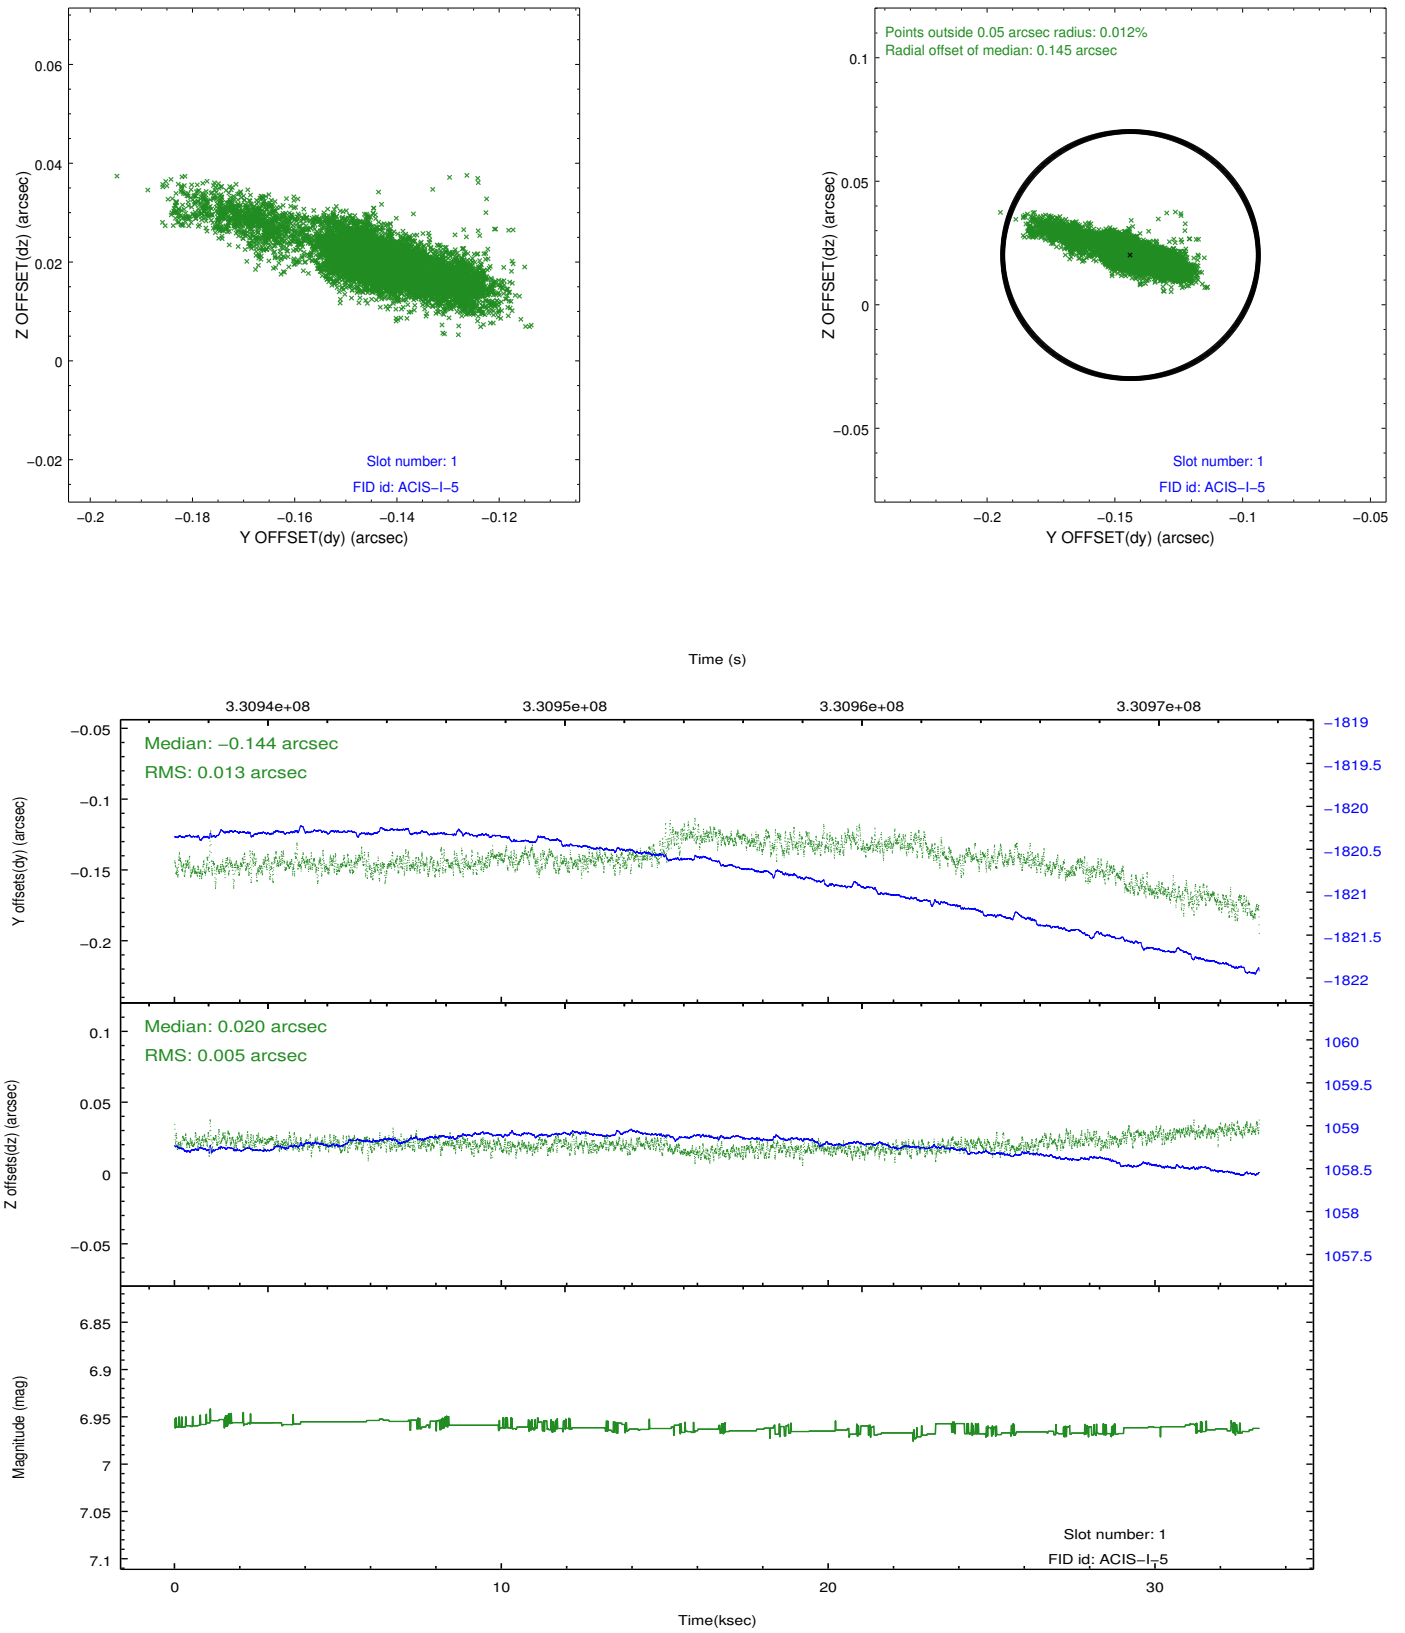 0.06
0.04
0.02
0
−0.02
Z OFFSET(dz) (arcsec)
Slot number: 1
FID id: ACIS−I−5
−0.2 −0.18 −0.16 −0.14 −0.12
Y OFFSET(dy) (arcsec)
Points outside 0.05 arcsec radius: 0.012%
Radial offset of median: 0.145 arcsec
0.1
0.05
0
−0.05
Z OFFSET(dz) (arcsec)
Slot number: 1
FID id: ACIS−I−5
−0.2 −0.15 −0.1 −0.05
Y OFFSET(dy) (arcsec)
Time (s)
3.3094e+08 3.3095e+08 3.3096e+08 3.3097e+08
Median: −0.144 arcsec
RMS: 0.013 arcsec
−0.05
−0.1
−0.15
−0.2
Y offsets(dy) (arcsec)
−1819
−1819.5
−1820
−1820.5
−1821
−1821.5
−1822
Median: 0.020 arcsec
RMS: 0.005 arcsec
0.1
0.05
0
−0.05
Z offsets(dz) (arcsec)
1060
1059.5
1059
1058.5
1058
1057.5
6.85
6.9
6.95
7
7.05
7.1
Magnitude (mag)
Slot number: 1
FID id: ACIS−I−5
0 10 20 30
Time(ksec)